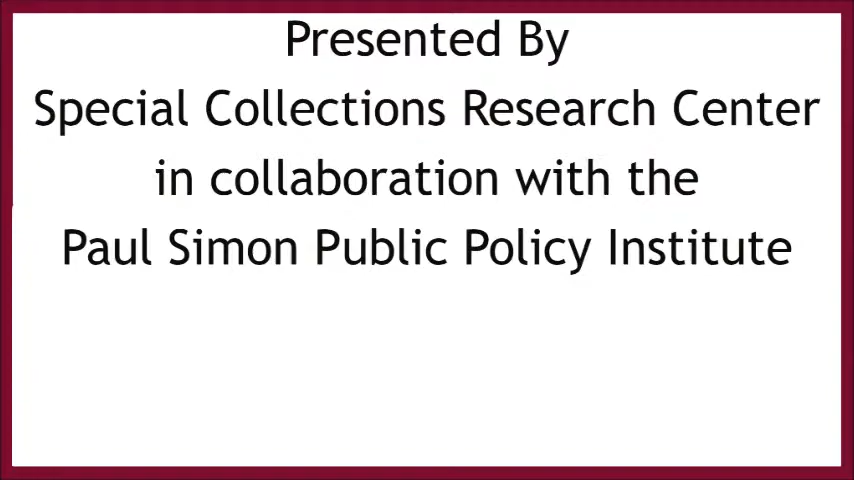 Presented By
Special Collections Research Center
in collaboration with the
Paul Simon Public Policy Institute